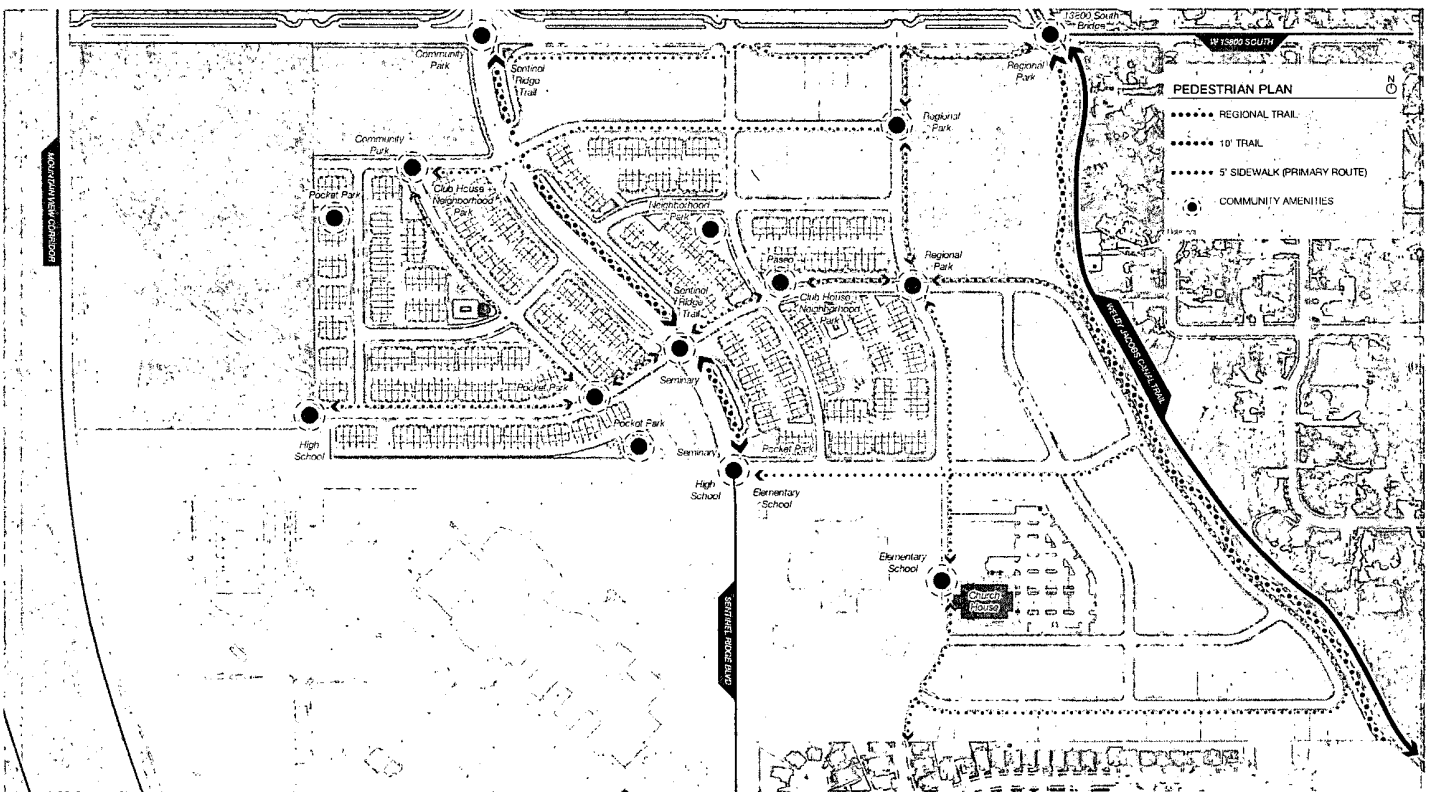 13800 South
Bridge
W 13800 SOUTH
Community
Park
Sentinel
Ridge
Trail
Regional
Park
PEDESTRIAN PLAN
N
REGIONAL TRAIL
10' TRAIL
5' SIDEWALK (PRIMARY ROUTE)
COMMUNITY AMENITIES
Regional
Park
Community
Park
MOUNTAIN VIEW CORRIDOR
Pocket Park
Club House
Neighborhood
Park
Neighborhood
Park
Paseo
Regional
Park
Sentinel
Ridge
Trail
Club House
Neighborhood
Park
WELBY JACOBS CANAL TRAIL
Seminary
Pocket Park
Pocket Park
High
School
Seminary
Pocket Park
High
School
Elementary
School
Elementary
School
Church
House
SENTINEL RIDGE BLVD